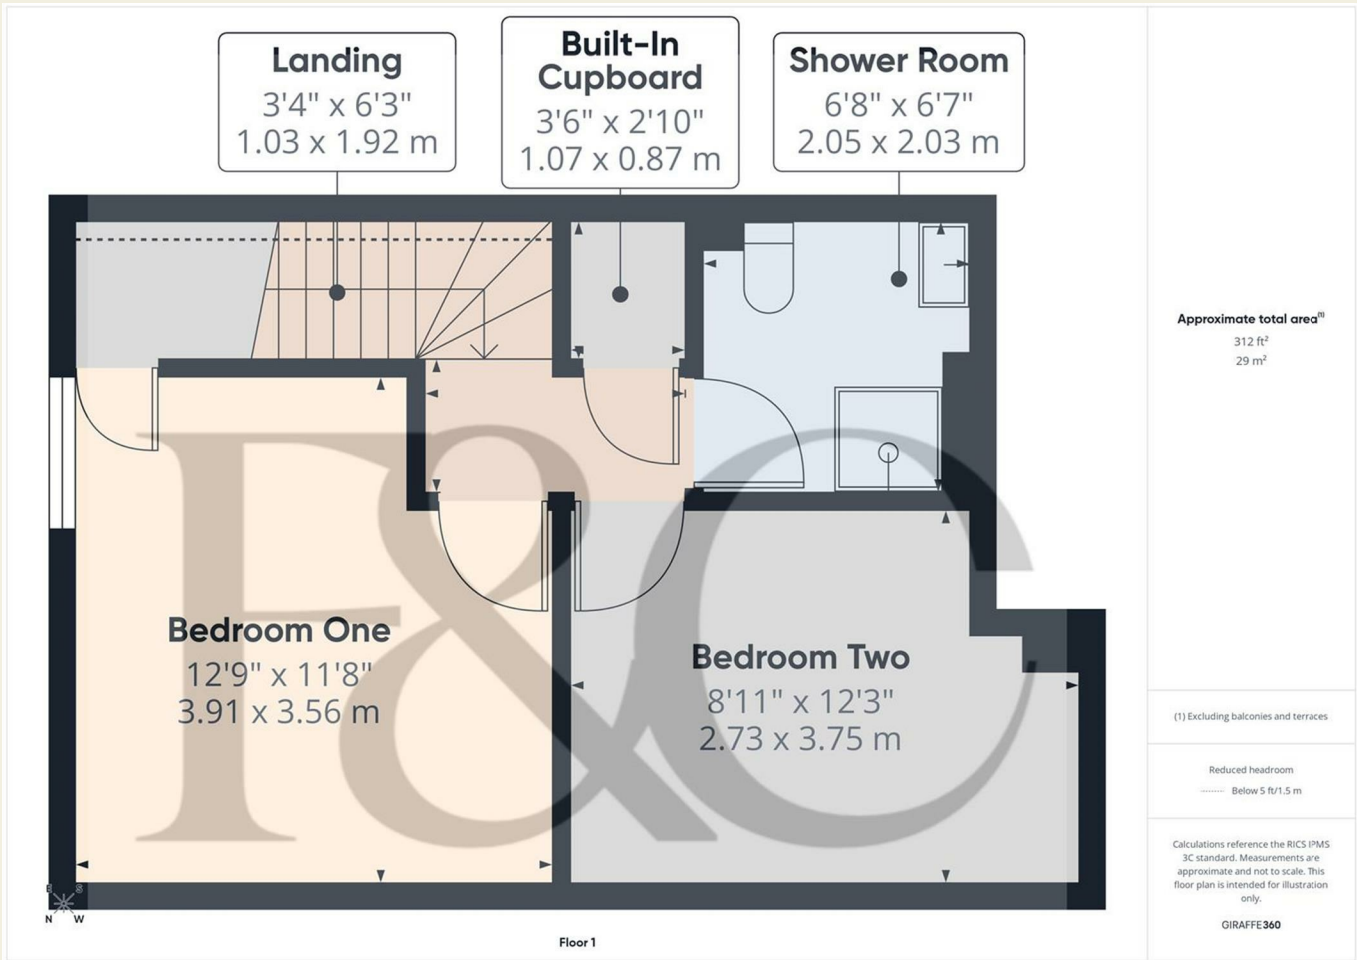 Landing
3'4" x 6'3"
1.03 x 1.92 m
Built-In
Cupboard
3'6" x 2'10"
1.07 x 0.87 m
Shower Room
6'8" x 6'7"
2.05 x 2.03 m
Bedroom One
12'9" x 11'8"
3.91 x 3.56 m
Bedroom Two
8'11" x 12'3"
2.73 x 3.75 m
F&C
E S
N W
Floor 1
Approximate total area(1)
312 ft²
29 m²
(1) Excluding balconies and terraces
Reduced headroom
Below 5 ft/1.5 m
Calculations reference the RICS IPMS
3C standard. Measurements are
approximate and not to scale. This
floor plan is intended for illustration
only.
GIRAFFE360